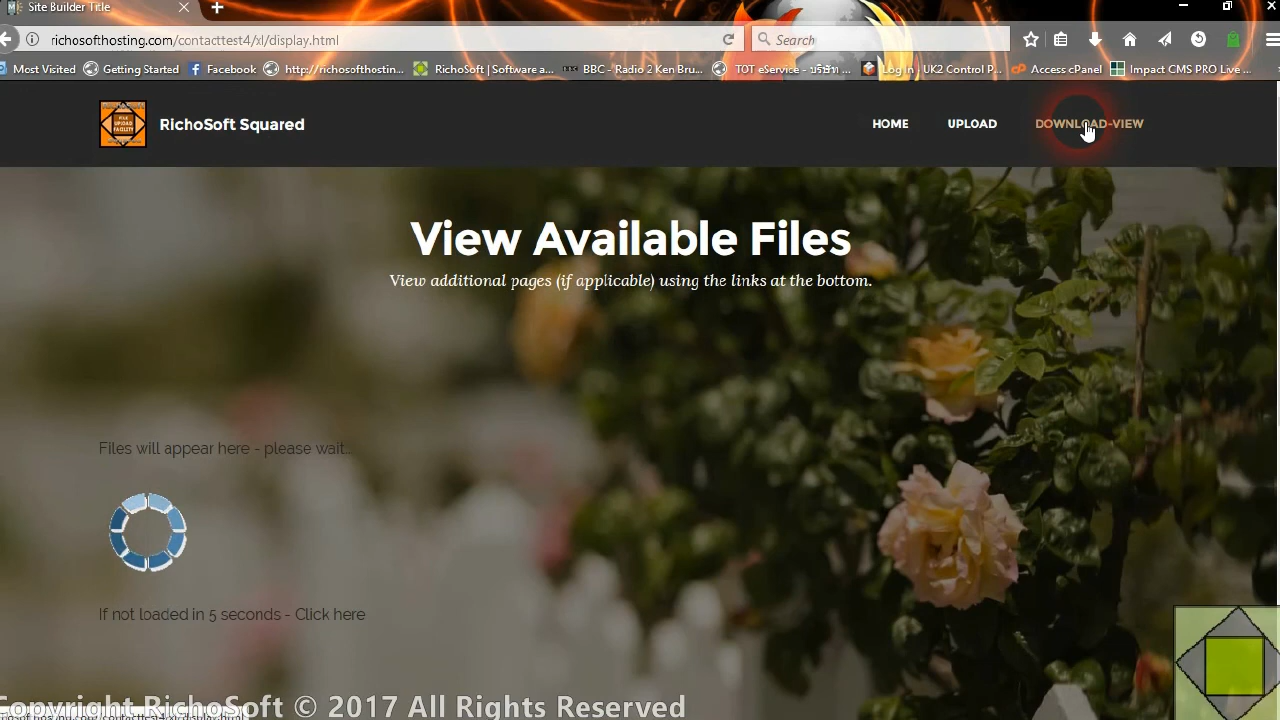 Site Builder Title
richosofthosting.com/contacttest4/xl/display.html
Search
Most Visited
Getting Started
Facebook
http://richosofthostin...
RichoSoft | Software a...
BBC - Radio 2 Ken Bru...
TOT eService - บริษัท ...
Log In | UK2 Control P...
Access cPanel
Impact CMS PRO Live ...
FILE UPLOAD FACILITY
RichoSoft Squared
HOME
UPLOAD
DOWNLOAD-VIEW
View Available Files
View additional pages (if applicable) using the links at the bottom.
Files will appear here - please wait...
If not loaded in 5 seconds - Click here
Copyright RichoSoft © 2017 All Rights Reserved